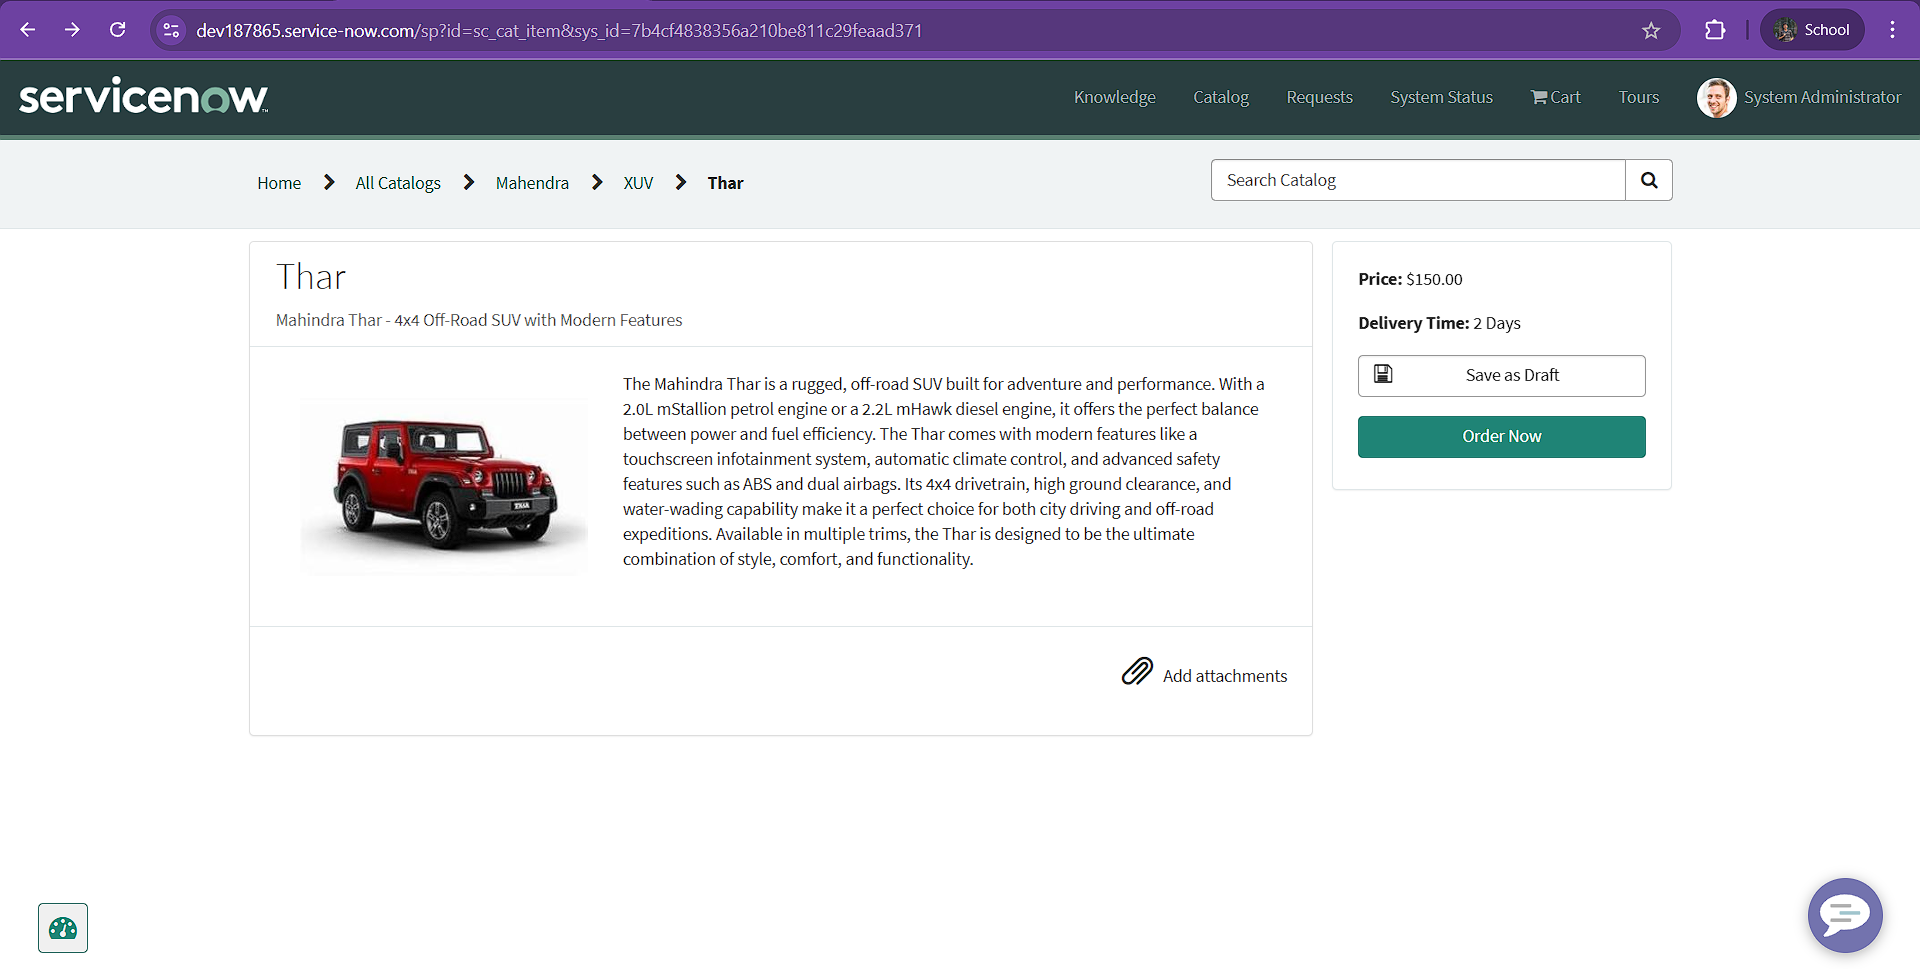 dev187865.service-now.com/sp?id=sc_cat_item&sys_id=7b4cf4838356a210be811c29feaad371
School
servicenow™
Knowledge
Catalog
Requests
System Status
Cart
Tours
System Administrator
Home
All Catalogs
Mahendra
XUV
Thar
Search Catalog
Thar
Mahindra Thar - 4x4 Off-Road SUV with Modern Features
The Mahindra Thar is a rugged, off-road SUV built for adventure and performance. With a
2.0L mStallion petrol engine or a 2.2L mHawk diesel engine, it offers the perfect balance
between power and fuel efficiency. The Thar comes with modern features like a
touchscreen infotainment system, automatic climate control, and advanced safety
features such as ABS and dual airbags. Its 4x4 drivetrain, high ground clearance, and
water-wading capability make it a perfect choice for both city driving and off-road
expeditions. Available in multiple trims, the Thar is designed to be the ultimate
combination of style, comfort, and functionality.
THAR
Add attachments
Price: $150.00
Delivery Time: 2 Days
Save as Draft
Order Now